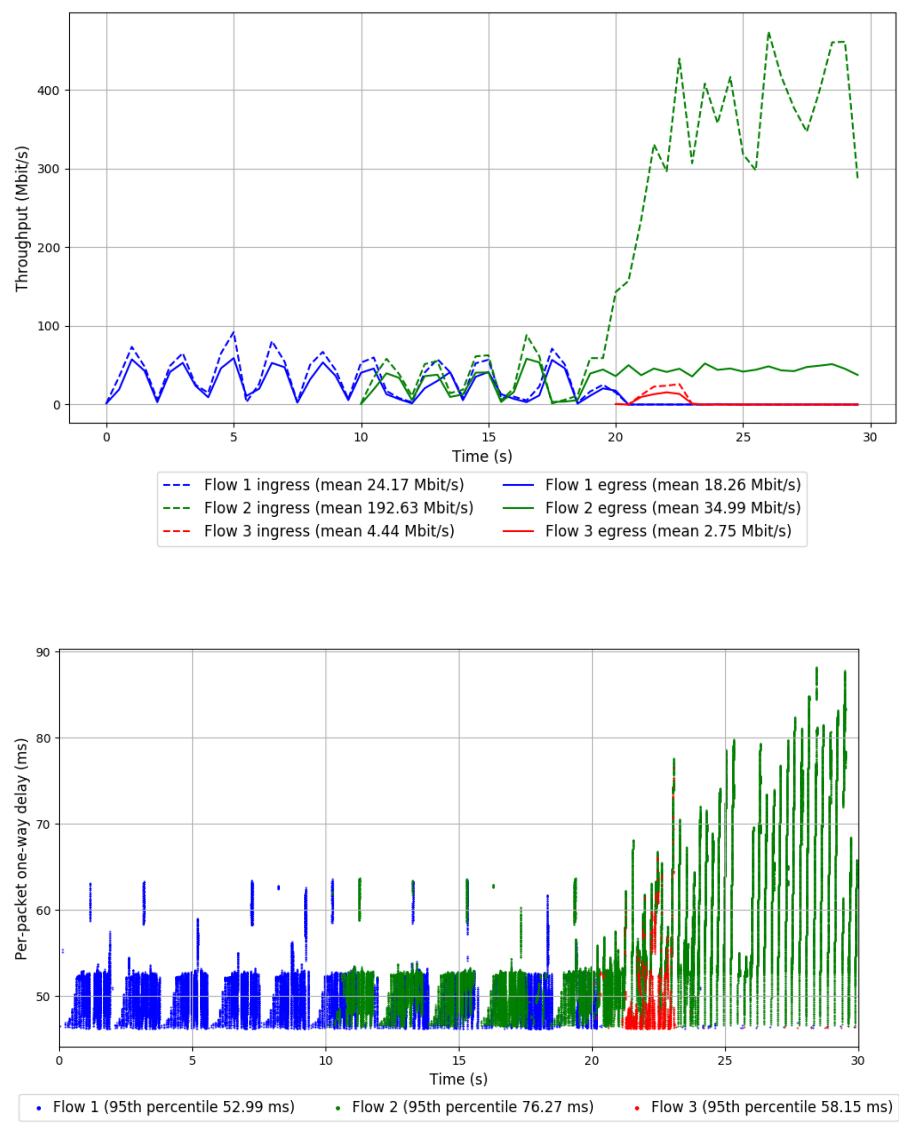 400
300
200
100
0
Throughput (Mbit/s)
0 5 10 15 20 25 30
Time (s)
Flow 1 ingress (mean 24.17 Mbit/s) Flow 1 egress (mean 18.26 Mbit/s)
Flow 2 ingress (mean 192.63 Mbit/s) Flow 2 egress (mean 34.99 Mbit/s)
Flow 3 ingress (mean 4.44 Mbit/s) Flow 3 egress (mean 2.75 Mbit/s)
90
80
70
60
50
Per-packet one-way delay (ms)
0 5 10 15 20 25 30
Time (s)
Flow 1 (95th percentile 52.99 ms) Flow 2 (95th percentile 76.27 ms) Flow 3 (95th percentile 58.15 ms)